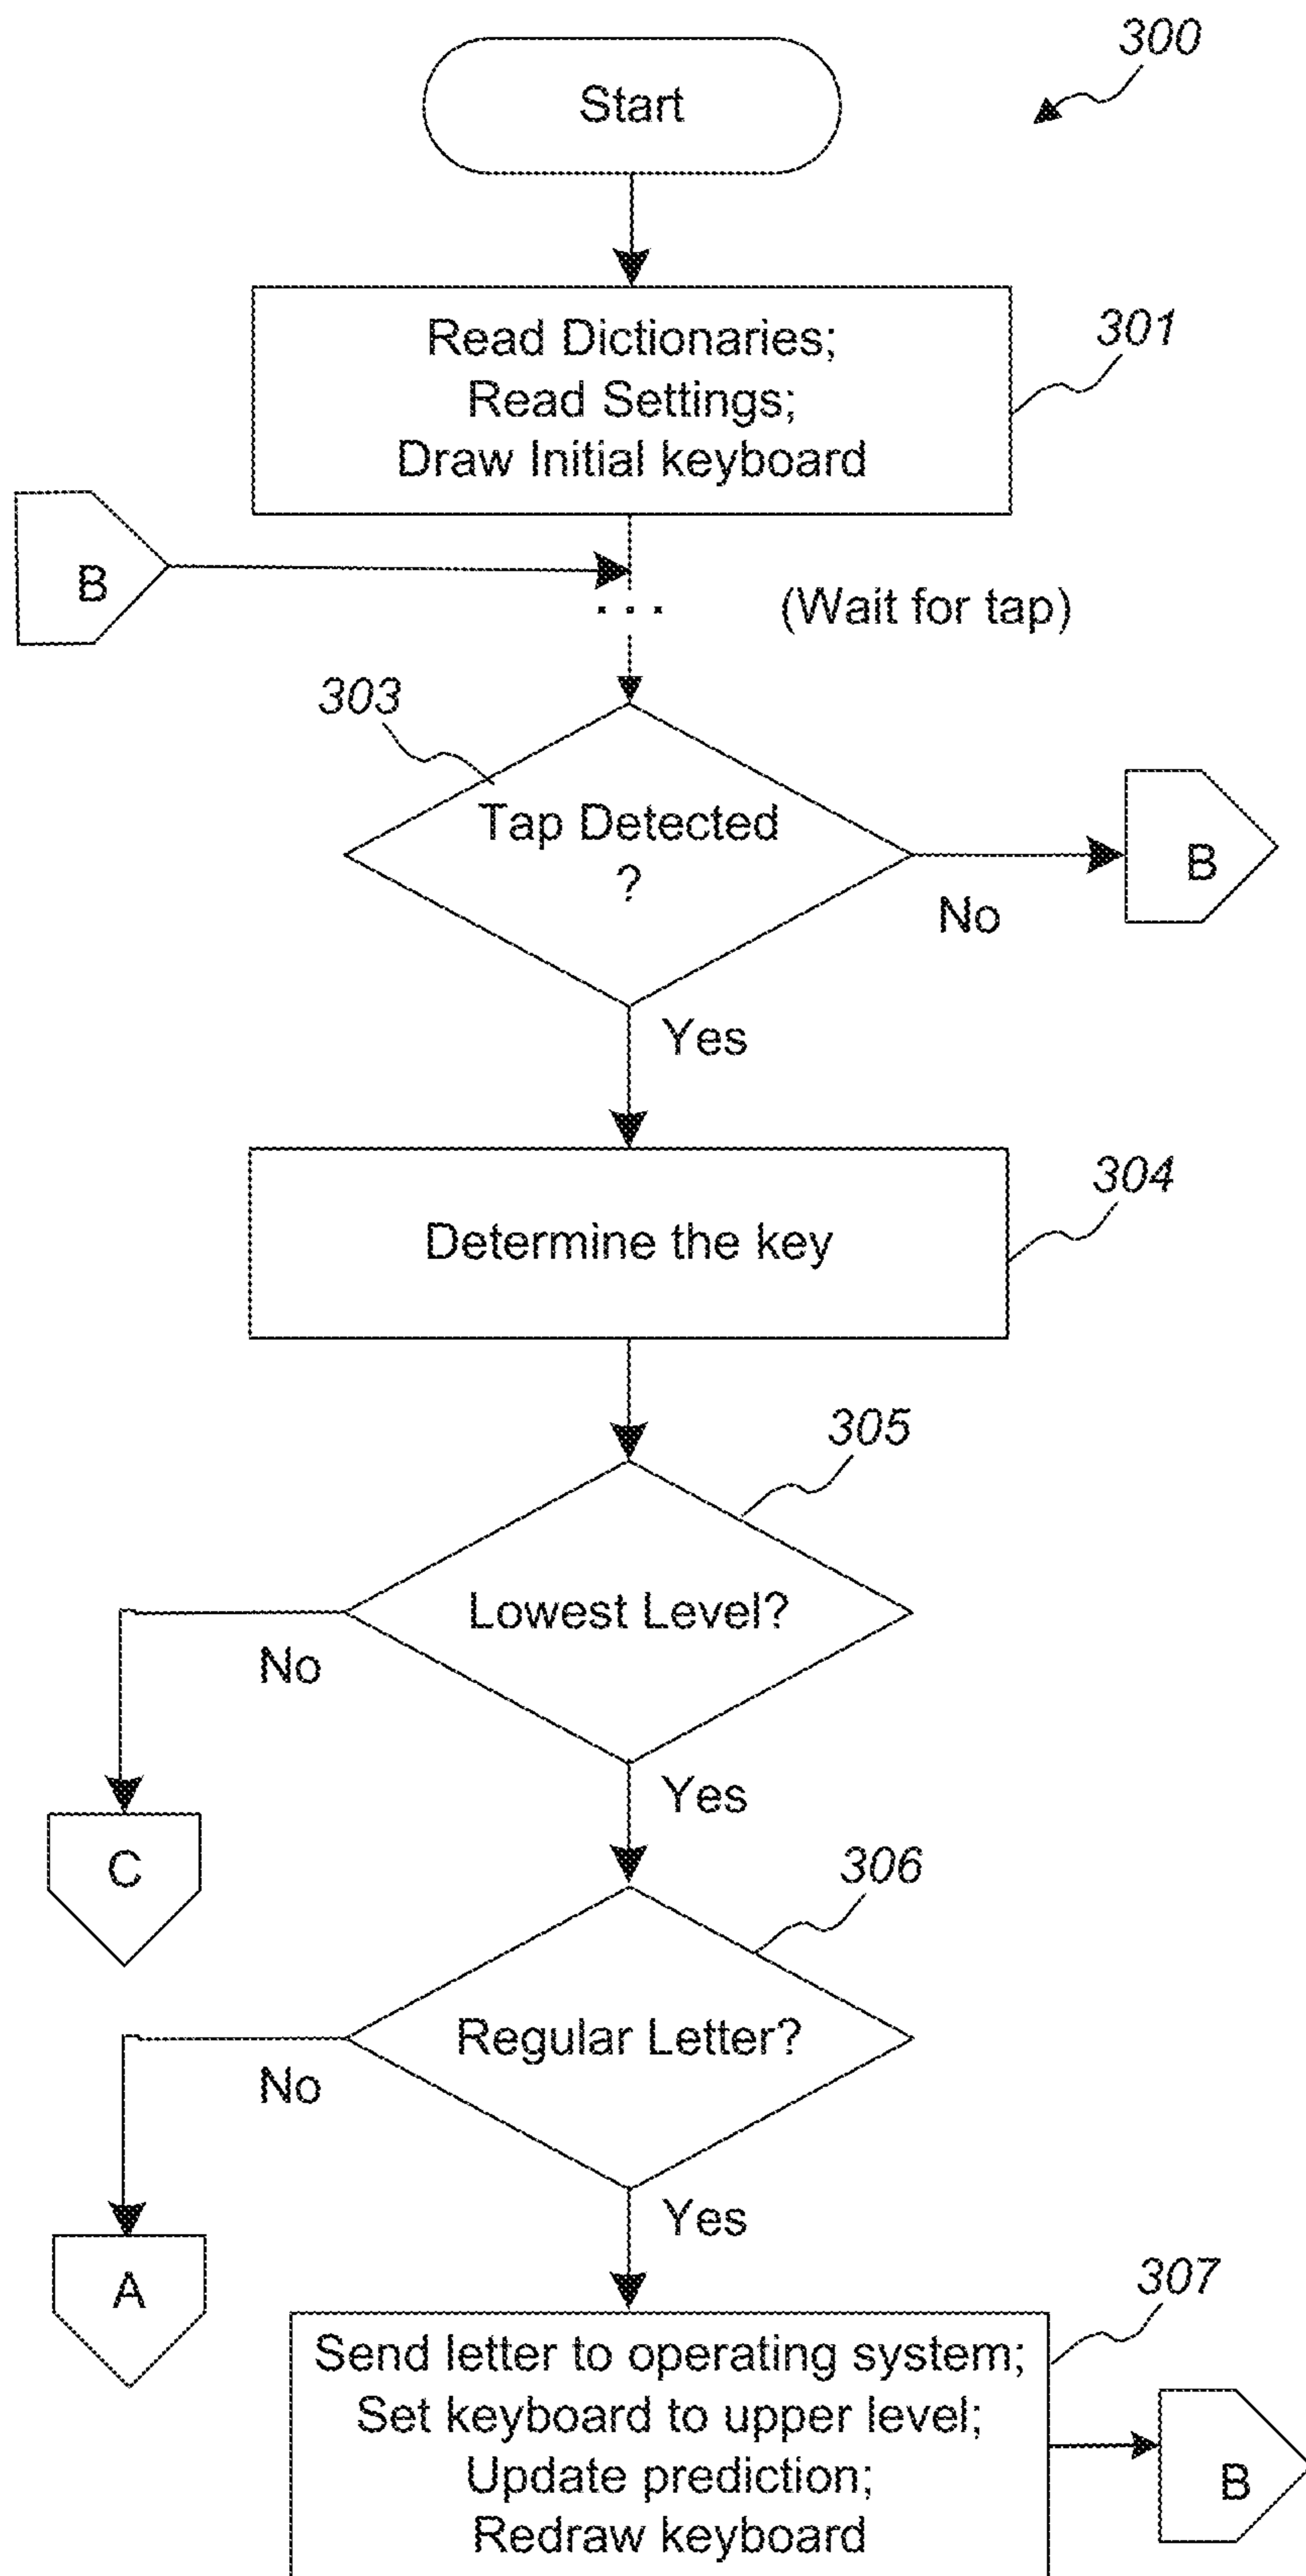 300
Start
Read Dictionaries;
Read Settings;
Draw Initial keyboard
301
B
...
(Wait for tap)
303
Tap Detected
?
No
B
Yes
Determine the key
304
305
Lowest Level?
No
Yes
C
306
Regular Letter?
No
Yes
A
307
Send letter to operating system;
Set keyboard to upper level;
Update prediction;
Redraw keyboard
B